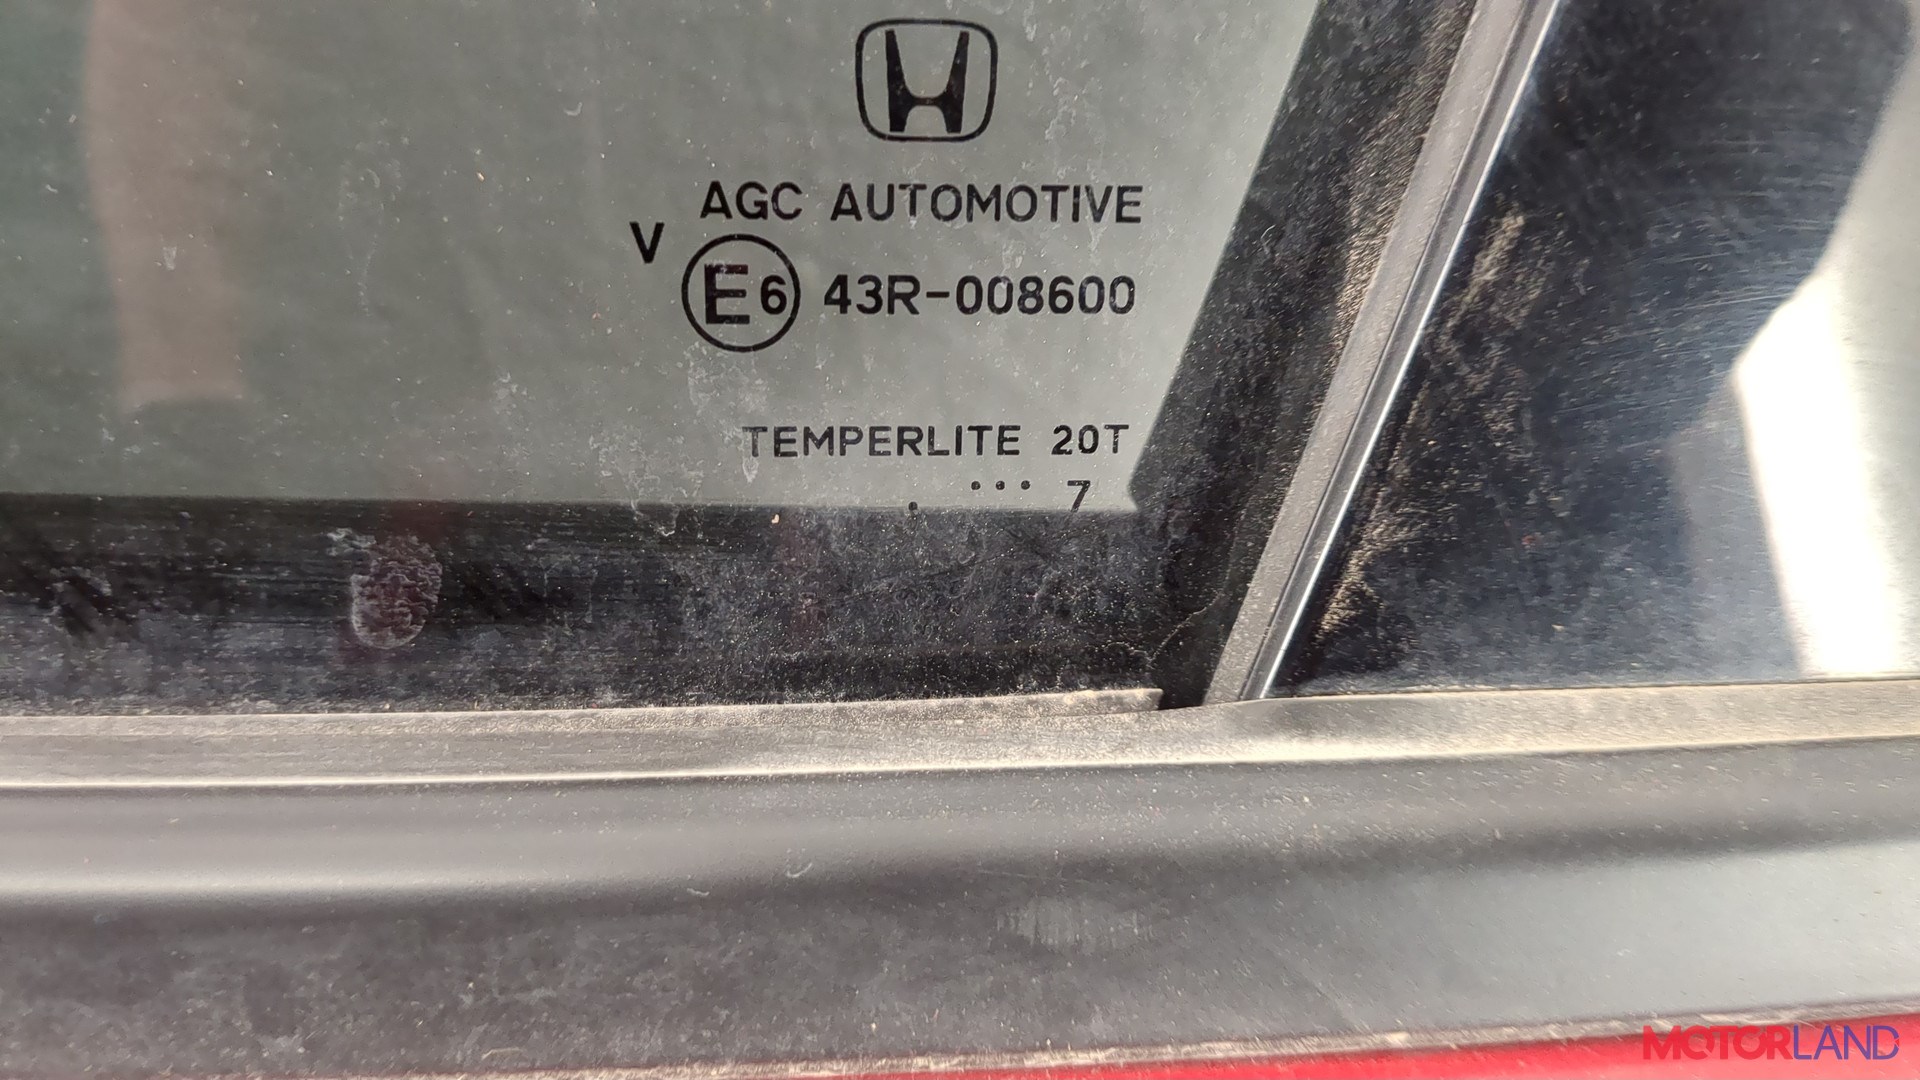 AGC AUTOMOTIVE
V
E6 43R-008600
TEMPERLITE 20T
. ... 7
MOTORLAND